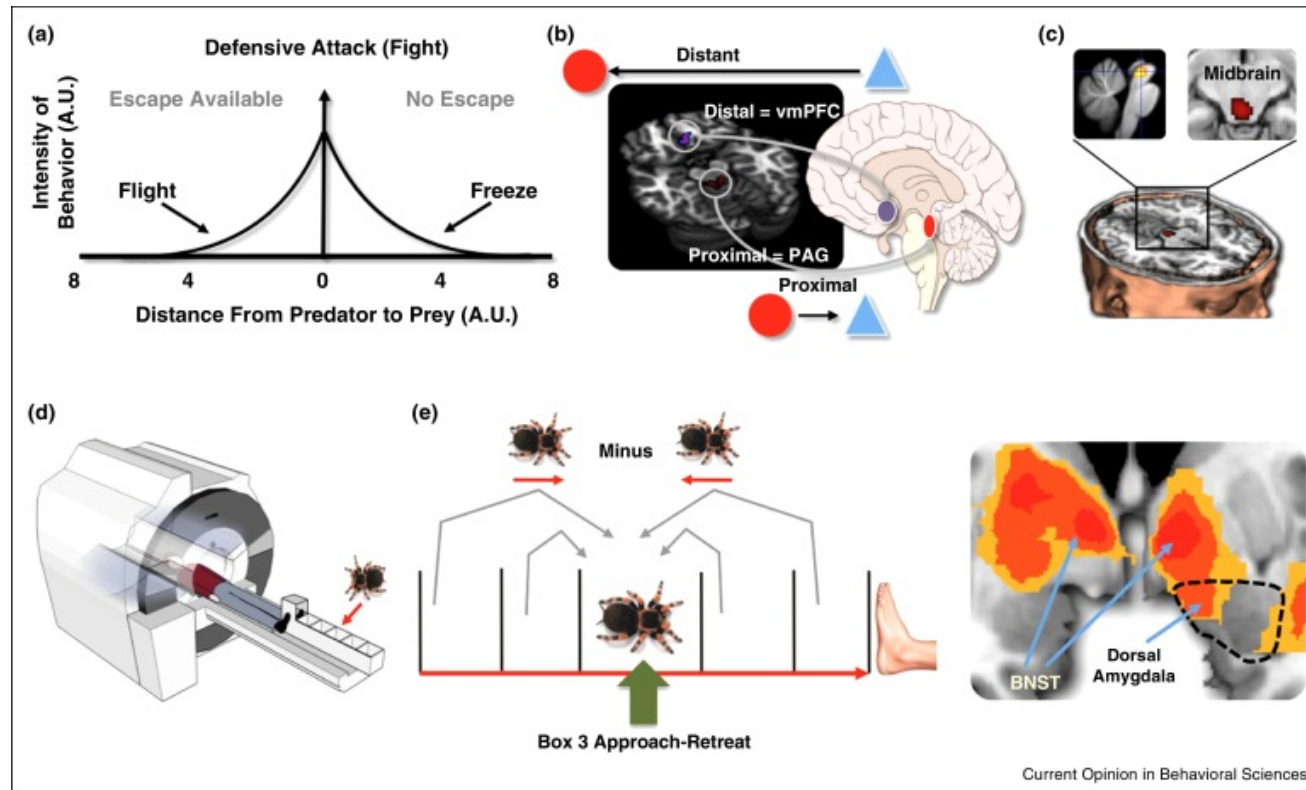 (a)
Defensive Attack (Fight)
Escape Available
No Escape
Intensity of
Behavior (A.U.)
Flight
Freeze
8
4
0
4
8
Distance From Predator to Prey (A.U.)
(b)
Distant
Distal = vmPFC
Proximal = PAG
Proximal
(c)
Midbrain
(d)
(e)
Minus
Box 3 Approach-Retreat
BNST
Dorsal
Amygdala
Current Opinion in Behavioral Sciences